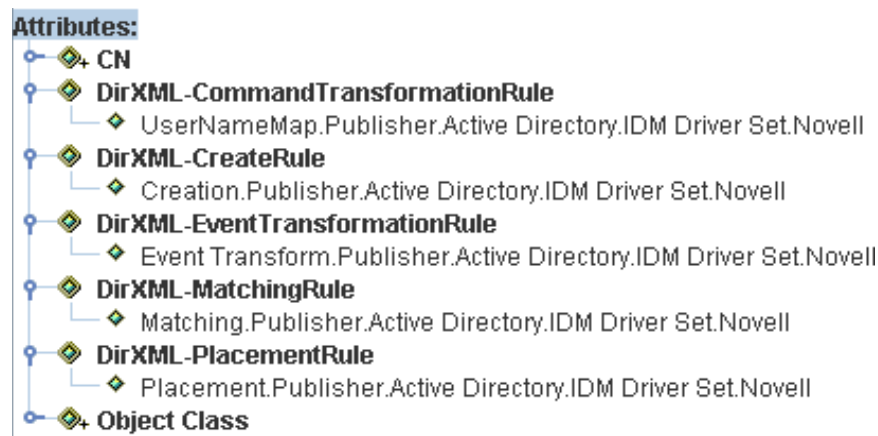 Attributes:
CN
DirXML-CommandTransformationRule
UserNameMap.Publisher.Active Directory.IDM Driver Set.Novell
DirXML-CreateRule
Creation.Publisher.Active Directory.IDM Driver Set.Novell
DirXML-EventTransformationRule
Event Transform.Publisher.Active Directory.IDM Driver Set.Novell
DirXML-MatchingRule
Matching.Publisher.Active Directory.IDM Driver Set.Novell
DirXML-PlacementRule
Placement.Publisher.Active Directory.IDM Driver Set.Novell
Object Class